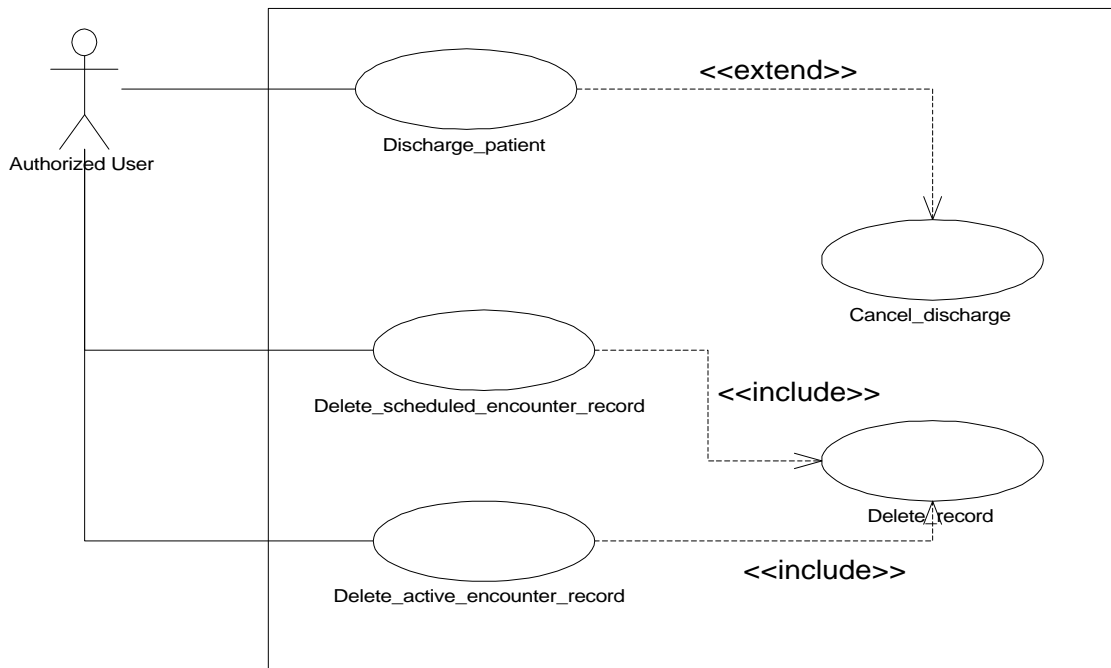 <<extend>>
Discharge_patient
Authorized User
Cancel_discharge
Delete_scheduled_encounter_record
<<include>>
Delete_record
<<include>>
Delete_active_encounter_record